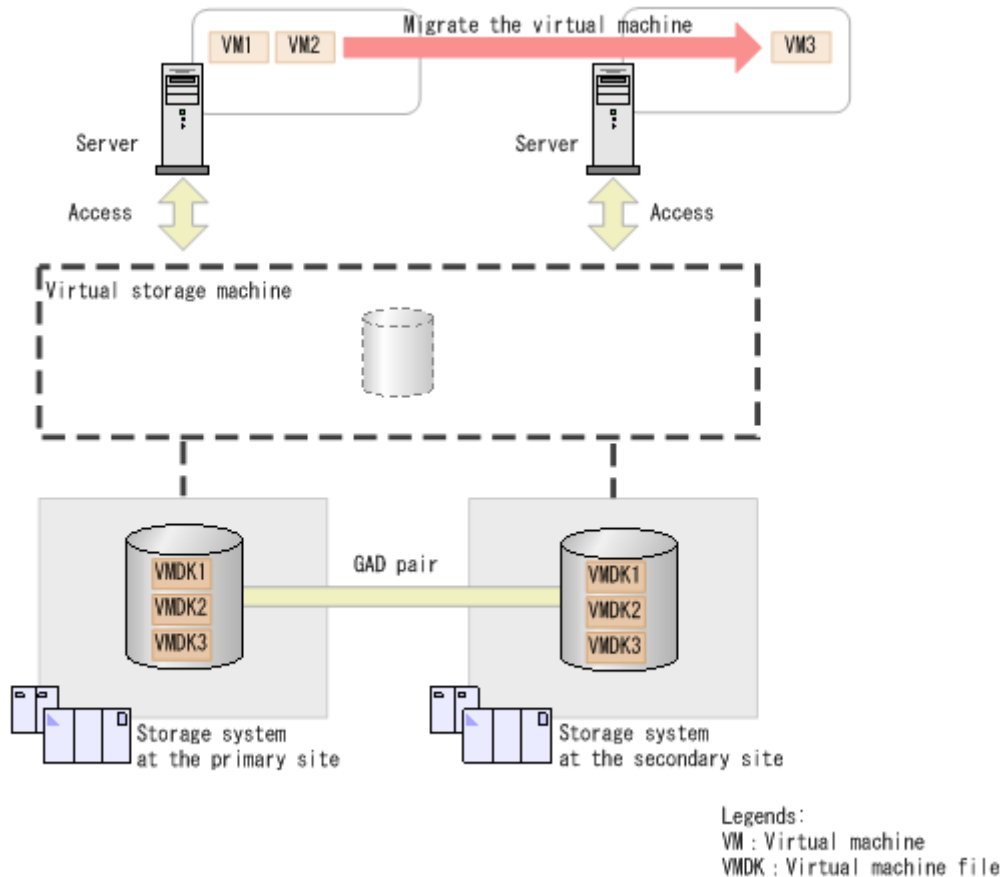 Migrate the virtual machine
VM1
VM2
VM3
Server
Server
Access
Access
Virtual storage machine
GAD pair
VMDK1
VMDK2
VMDK3
VMDK1
VMDK2
VMDK3
Storage system
at the primary site
Storage system
at the secondary site
Legends:
VM : Virtual machine
VMDK : Virtual machine file